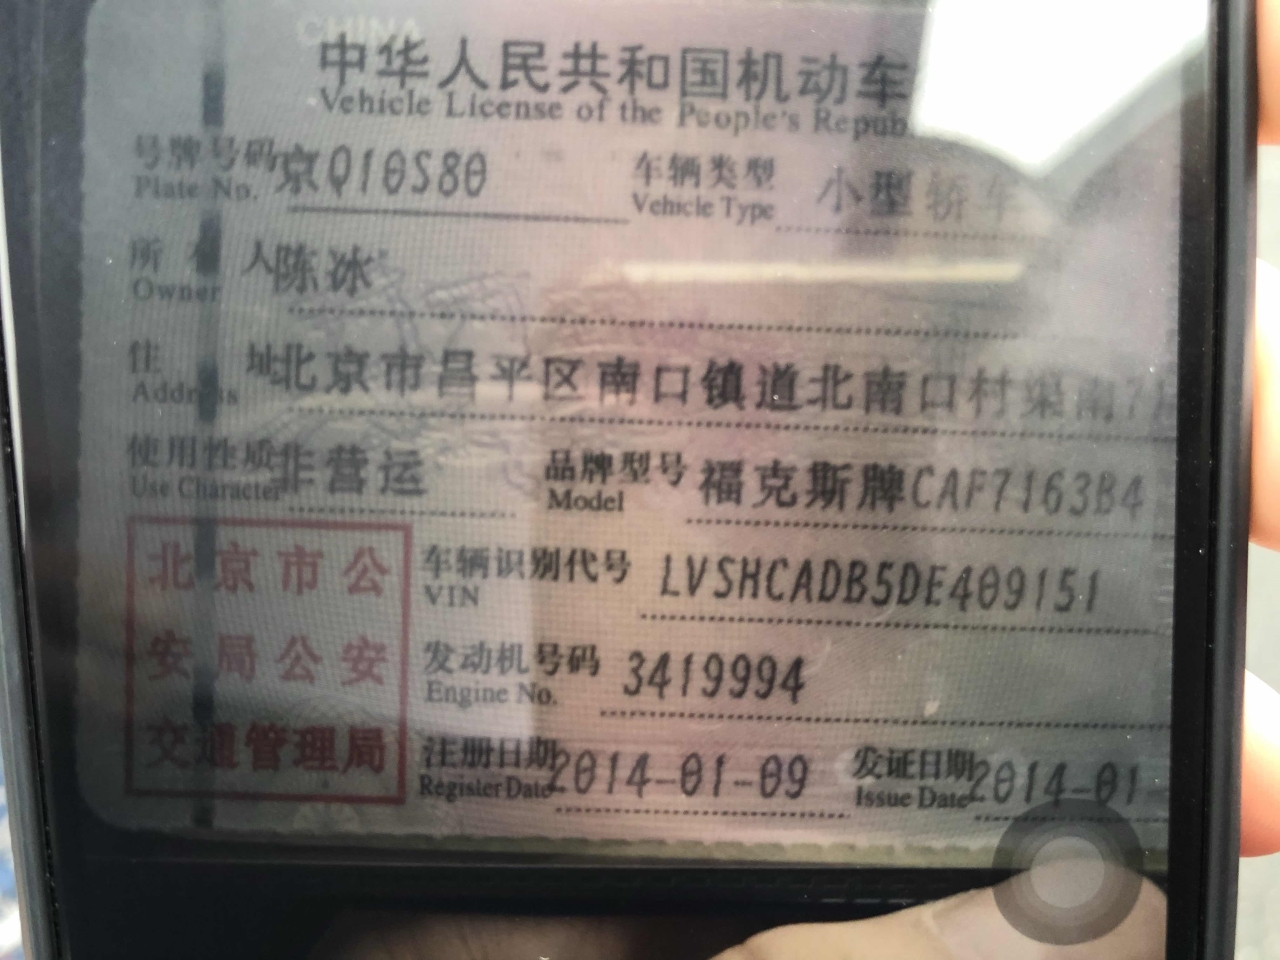 CHINA
中华人民共和国机动车
Vehicle License of the People's Repub
号牌号码 京Q10S80 车辆类型 小型轿车
Plate No. Vehicle Type
所有人 陈冰
Owner
住址 北京市昌平区南口镇道北南口村渠南71
Address
使用性质 非营运 品牌型号 福克斯牌CAF7163B4
Use Character Model
北京市公 车辆识别代号 LVSHCADB5DE409151
VIN
安局公安 发动机号码 3419994
Engine No.
交通管理局 注册日期 2014-01-09 发证日期 2014-01-
Register Date Issue Date